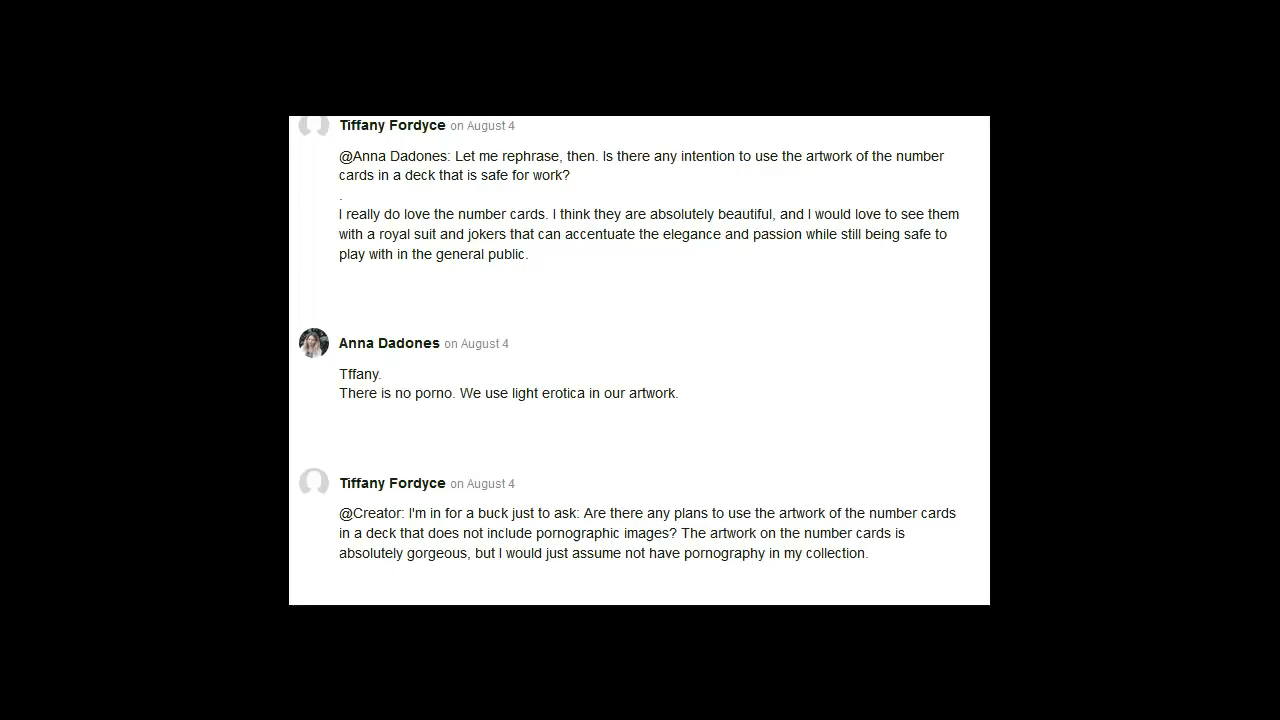 Tiffany Fordyce on August 4
@Anna Dadones: Let me rephrase, then. Is there any intention to use the artwork of the number
cards in a deck that is safe for work?
.
I really do love the number cards. I think they are absolutely beautiful, and I would love to see them
with a royal suit and jokers that can accentuate the elegance and passion while still being safe to
play with in the general public.
Anna Dadones on August 4
Tffany.
There is no porno. We use light erotica in our artwork.
Tiffany Fordyce on August 4
@Creator: I'm in for a buck just to ask: Are there any plans to use the artwork of the number cards
in a deck that does not include pornographic images? The artwork on the number cards is
absolutely gorgeous, but I would just assume not have pornography in my collection.